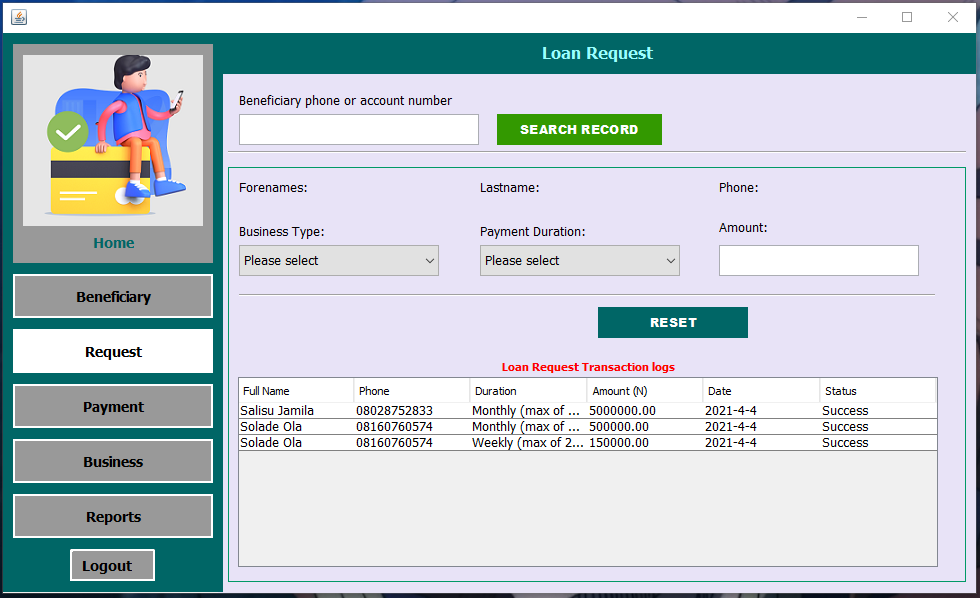 Loan Request
Home
Beneficiary
Request
Payment
Business
Reports
Logout
Beneficiary phone or account number
SEARCH RECORD
Forenames: Lastname: Phone:
Business Type: Payment Duration: Amount:
Please select Please select
RESET
Loan Request Transaction logs
Full Name Phone Duration Amount (N) Date Status
Salisu Jamila 08028752833 Monthly (max of ... 5000000.00 2021-4-4 Success
Solade Ola 08160760574 Monthly (max of ... 500000.00 2021-4-4 Success
Solade Ola 08160760574 Weekly (max of 2... 150000.00 2021-4-4 Success